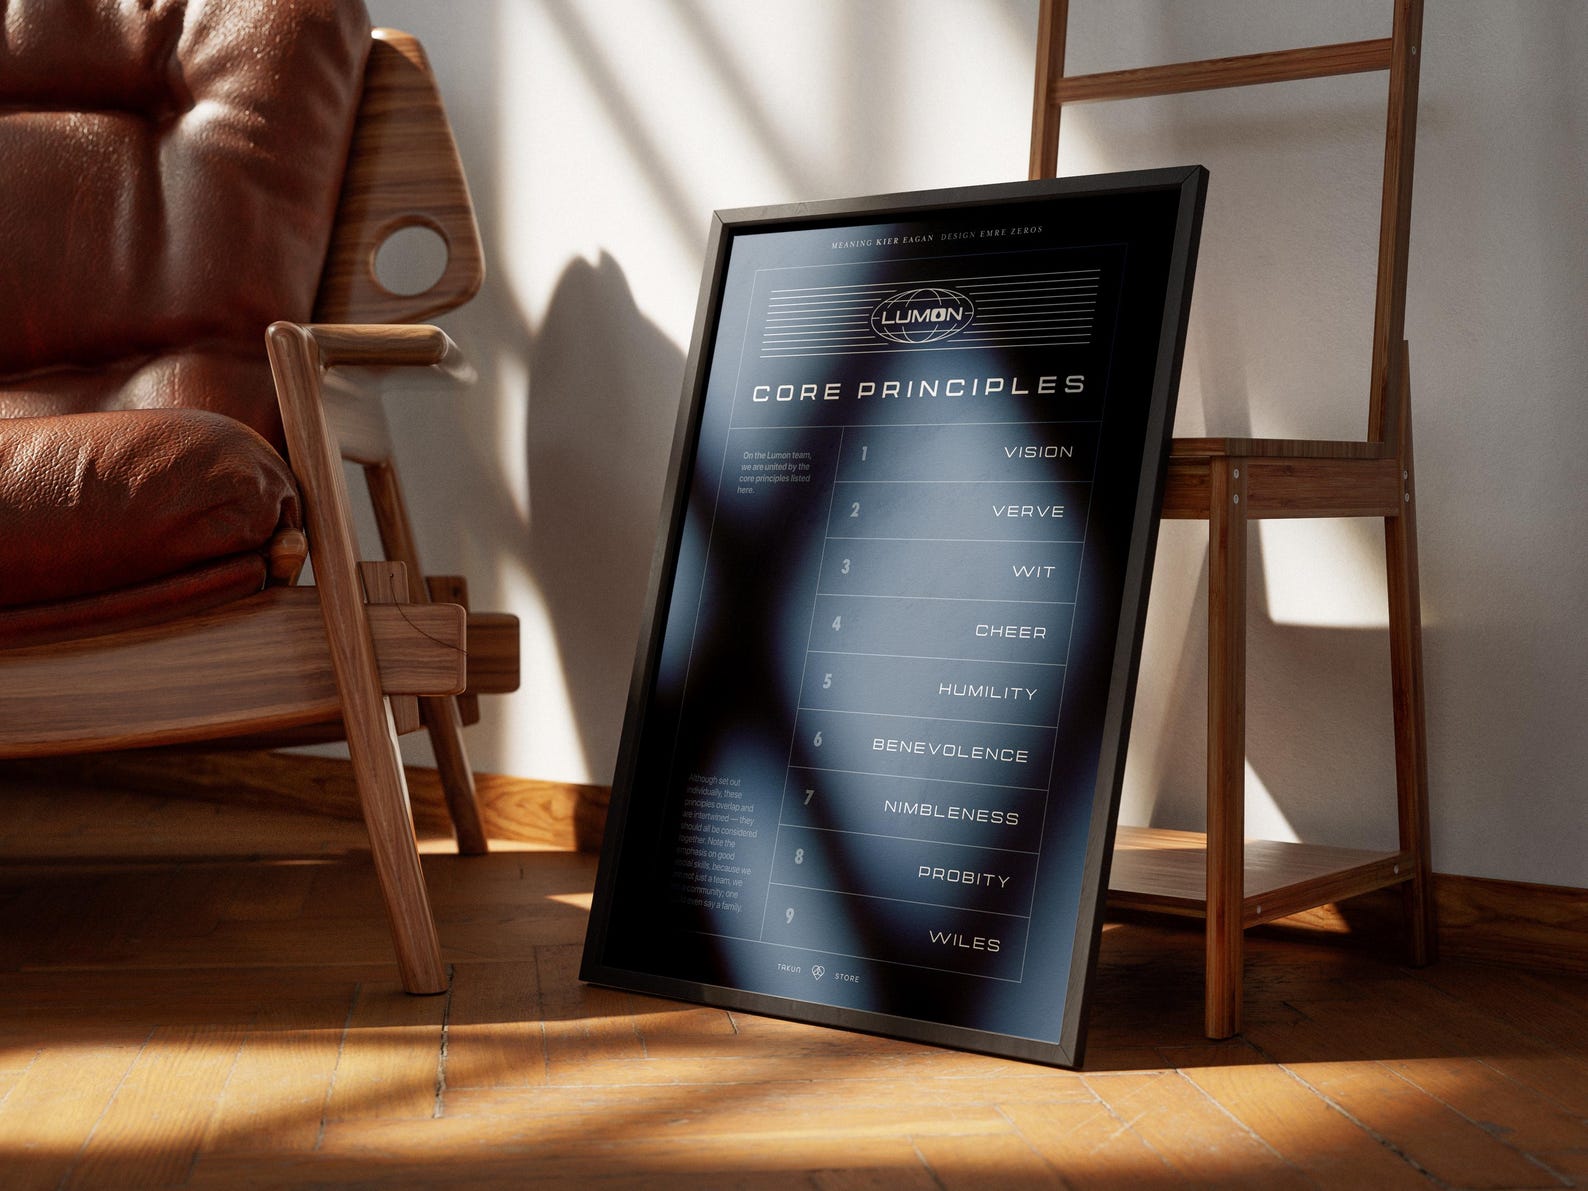 MEANING KIER EAGAN DESIGN EMRE ZEROS
LUMON
CORE PRINCIPLES
On the Lumon team,
we are united by the
core principles listed
here.
1 VISION
2 VERVE
3 WIT
4 CHEER
5 HUMILITY
6 BENEVOLENCE
7 NIMBLENESS
8 PROBITY
9 WILES
Although set out
individually, these
principles overlap and
are intertwined — they
should all be considered
together. Note the
emphasis on good
social skills, because we
are not just a team, we
a community; one
even say a family.
TAKUN STORE